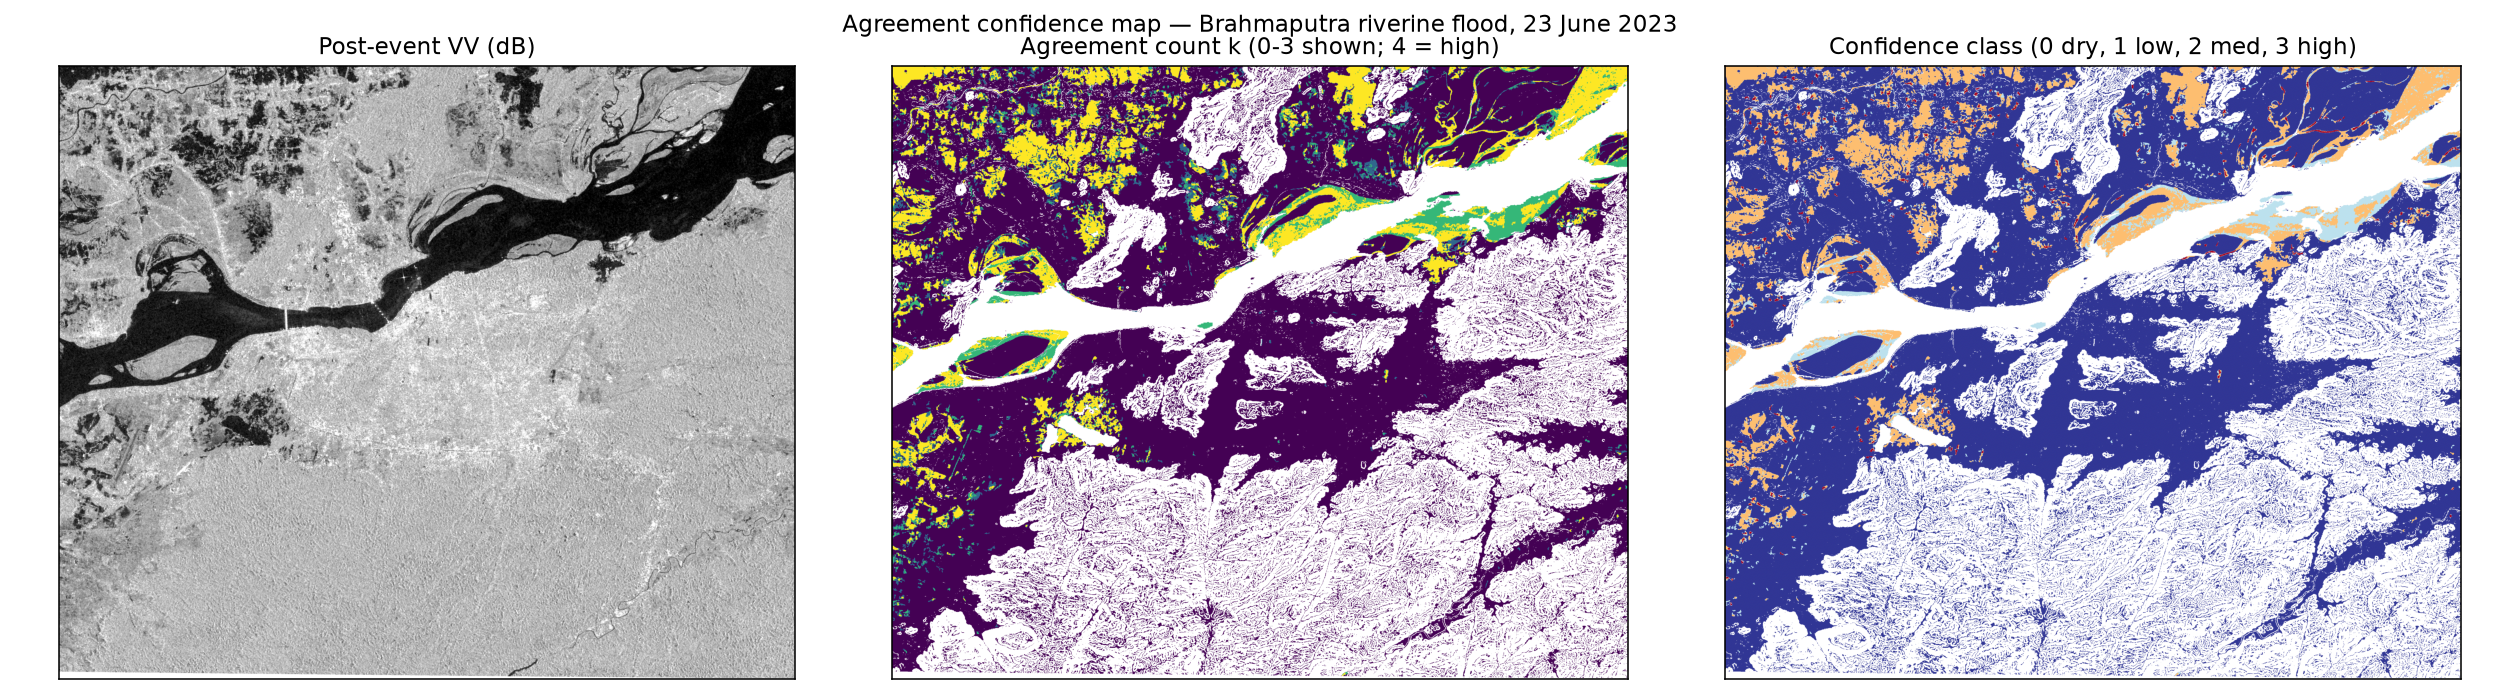 Agreement confidence map — Brahmaputra riverine flood, 23 June 2023
Post-event VV (dB)
Agreement count k (0-3 shown; 4 = high)
Confidence class (0 dry, 1 low, 2 med, 3 high)